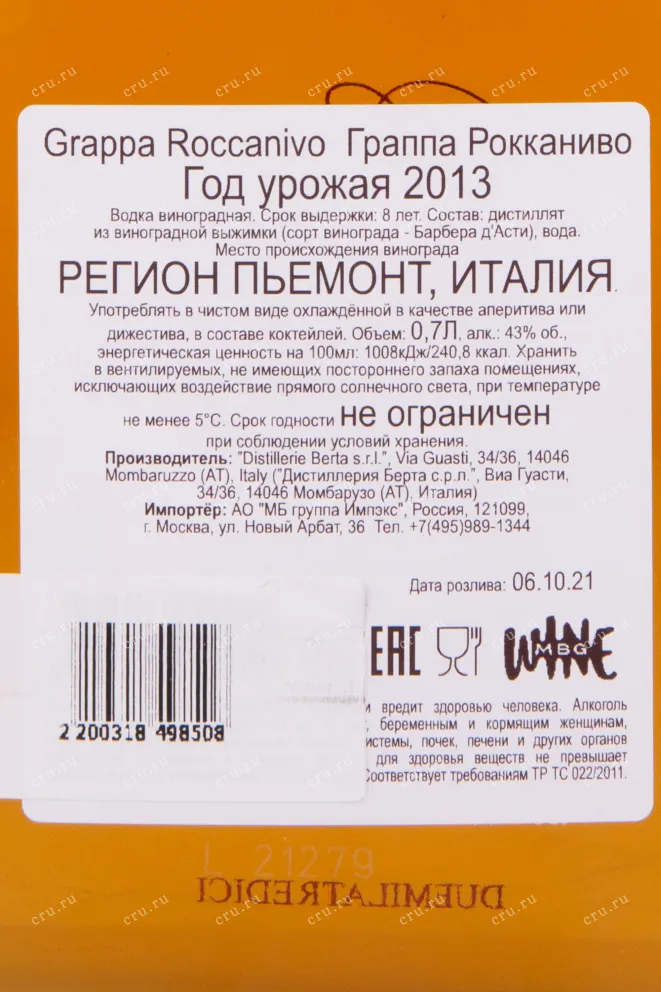 Grappa Roccanivo Граппа Рокканиво
Год урожая 2013
Водка виноградная. Срок выдержки: 8 лет. Состав: дистиллят
из виноградной выжимки (сорт винограда - Барбера д'Асти), вода.
Место происхождения винограда
РЕГИОН ПЬЕМОНТ, ИТАЛИЯ.
Употреблять в чистом виде охлаждённой в качестве аперитива или
дижестива, в составе коктейлей. Объем: 0,7Л, алк.: 43% об.,
энергетическая ценность на 100мл: 1008кДж/240,8 ккал. Хранить
в вентилируемых, не имеющих постороннего запаха помещениях,
исключающих воздействие прямого солнечного света, при температуре
не менее 5°С. Срок годности не ограничен
при соблюдении условий хранения.
Производитель: "Distillerie Berta s.r.l.", Via Guasti, 34/36, 14046
Mombaruzzo (AT), Italy ("Дистиллерия Берта с.р.л.", Виа Гуасти,
34/36, 14046 Момбарузо (АТ), Италия)
Импортёр: АО "МБ группа Импэкс", Россия, 121099,
г. Москва, ул. Новый Арбат, 36 Тел. +7(495)989-1344
Дата розлива: 06.10.21
EAC WINE MBG
2 200318 498508
и вредит здоровью человека. Алкоголь
, беременным и кормящим женщинам,
истемы, почек, печени и других органов
для здоровья веществ не превышает
Соответствует требованиям ТР ТС 022/2011.
L 21279
DUEMILATREDICI
cru.ru